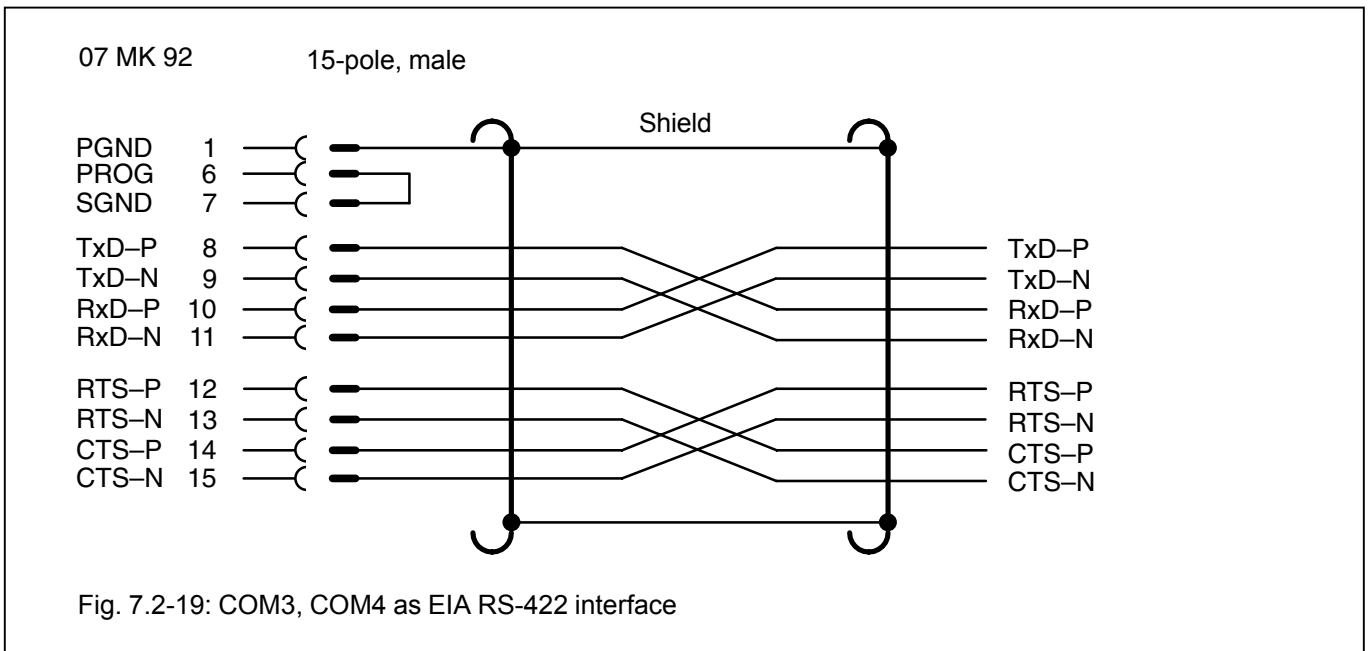 07 MK 92 15-pole, male
Shield
PGND 1
PROG 6
SGND 7
TxD–P 8 TxD–P
TxD–N 9 TxD–N
RxD–P 10 RxD–P
RxD–N 11 RxD–N
RTS–P 12 RTS–P
RTS–N 13 RTS–N
CTS–P 14 CTS–P
CTS–N 15 CTS–N
Fig. 7.2-19: COM3, COM4 as EIA RS-422 interface